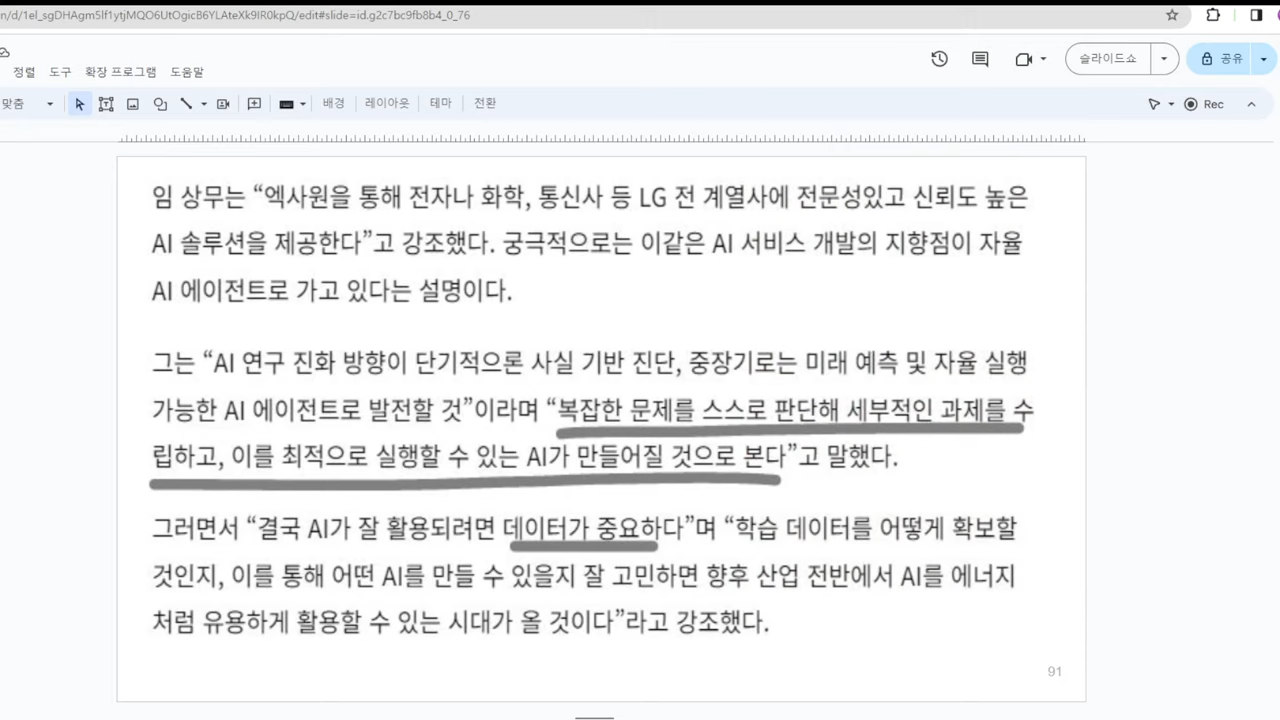 n/d/1el_sgDHAgm5lf1ytjMQO6UtOgicB6YLAteXk9IR0kpQ/edit#slide=id.g2c7bc9fb8b4_0_76
정렬 도구 확장 프로그램 도움말
슬라이드쇼
공유
맞춤
배경 레이아웃 테마 전환
Rec
임 상무는 “엑사원을 통해 전자나 화학, 통신사 등 LG 전 계열사에 전문성있고 신뢰도 높은
AI 솔루션을 제공한다”고 강조했다. 궁극적으로는 이같은 AI 서비스 개발의 지향점이 자율
AI 에이전트로 가고 있다는 설명이다.
그는 “AI 연구 진화 방향이 단기적으론 사실 기반 진단, 중장기로는 미래 예측 및 자율 실행
가능한 AI 에이전트로 발전할 것”이라며 “복잡한 문제를 스스로 판단해 세부적인 과제를 수
립하고, 이를 최적으로 실행할 수 있는 AI가 만들어질 것으로 본다”고 말했다.
그러면서 “결국 AI가 잘 활용되려면 데이터가 중요하다”며 “학습 데이터를 어떻게 확보할
것인지, 이를 통해 어떤 AI를 만들 수 있을지 잘 고민하면 향후 산업 전반에서 AI를 에너지
처럼 유용하게 활용할 수 있는 시대가 올 것이다”라고 강조했다.
91